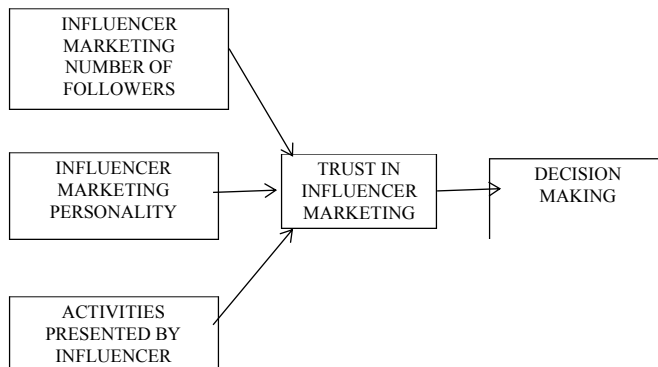 INFLUENCER
MARKETING
NUMBER OF
FOLLOWERS
INFLUENCER
MARKETING
PERSONALITY
TRUST IN
INFLUENCER
MARKETING
DECISION
MAKING
ACTIVITIES
PRESENTED BY
INFLUENCER